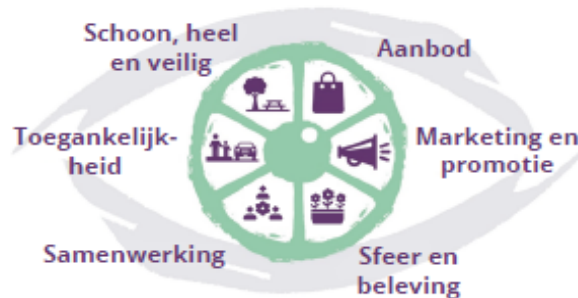 Schoon, heel
en veilig
Aanbod
Toegankelijk-
heid
Marketing en
promotie
Samenwerking
Sfeer en
beleving